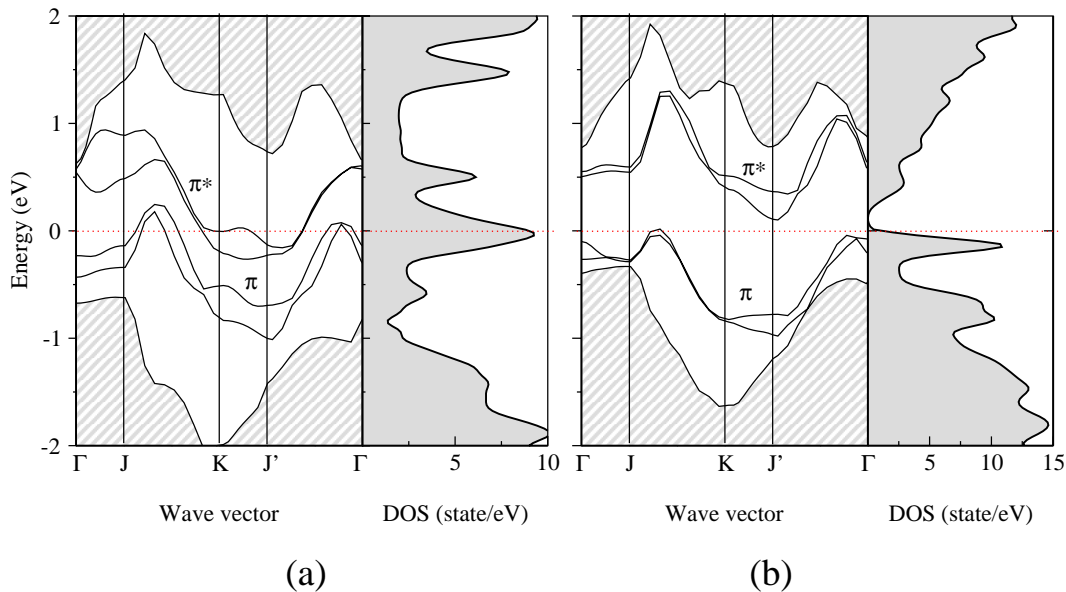 2
1
0
-1
-2
Energy (eV)
π*
π
Γ J K J’ Γ
5 10
Wave vector
DOS (state/eV)
(a)
π*
π
Γ J K J’ Γ
5 10 15
Wave vector
DOS (state/eV)
(b)